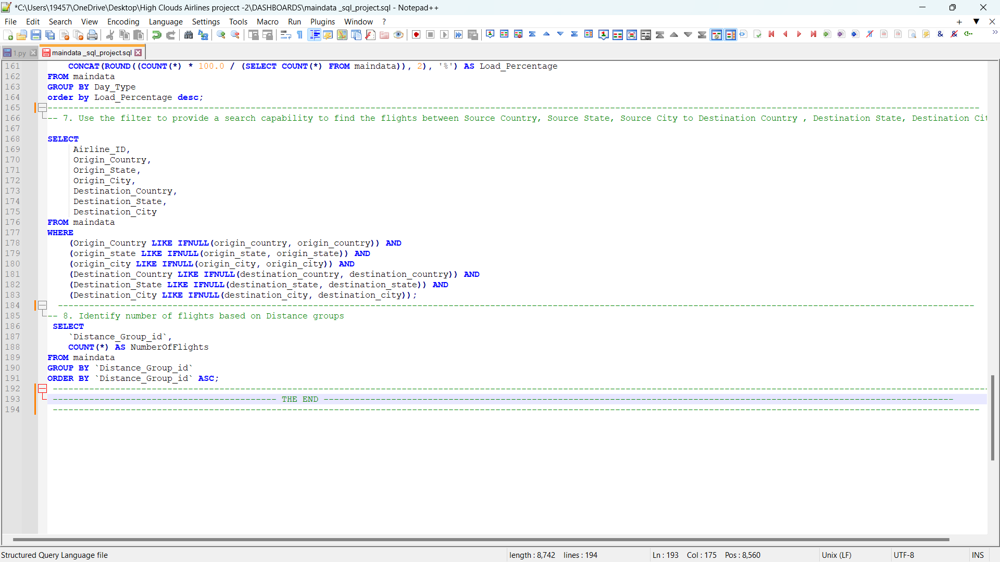 *C:\Users\19457\OneDrive\Desktop\High Clouds Airlines projecct -2\DASHBOARDS\maindata _sql_project.sql - Notepad++
File Edit Search View Encoding Language Settings Tools Macro Run Plugins Window ?
1.py maindata _sql_project.sql
161 CONCAT(ROUND((COUNT(*) * 100.0 / (SELECT COUNT(*) FROM maindata)), 2), '%') AS Load_Percentage
162 FROM maindata
163 GROUP BY Day_Type
164 order by Load_Percentage desc;
165 ----------------------------------------------------------------
166 -- 7. Use the filter to provide a search capability to find the flights between Source Country, Source State, Source City to Destination Country , Destination State, Destination Cit
167
168 SELECT
169 Airline_ID,
170 Origin_Country,
171 Origin_State,
172 Origin_City,
173 Destination_Country,
174 Destination_State,
175 Destination_City
176 FROM maindata
177 WHERE
178 (Origin_Country LIKE IFNULL(origin_country, origin_country)) AND
179 (origin_state LIKE IFNULL(origin_state, origin_state)) AND
180 (origin_city LIKE IFNULL(origin_city, origin_city)) AND
181 (Destination_Country LIKE IFNULL(destination_country, destination_country)) AND
182 (Destination_State LIKE IFNULL(destination_state, destination_state)) AND
183 (Destination_City LIKE IFNULL(destination_city, destination_city));
184 ----------------------------------------------------------------
185 -- 8. Identify number of flights based on Distance groups
186 SELECT
187 `Distance_Group_id`,
188 COUNT(*) AS NumberOfFlights
189 FROM maindata
190 GROUP BY `Distance_Group_id`
191 ORDER BY `Distance_Group_id` ASC;
192 ----------------------------------------------------------------
193 ------------------------------------------- THE END ----------------------------------------------------------------
194 ----------------------------------------------------------------
Structured Query Language file length : 8,742 lines : 194 Ln : 193 Col : 175 Pos : 8,560 Unix (LF) UTF-8 INS